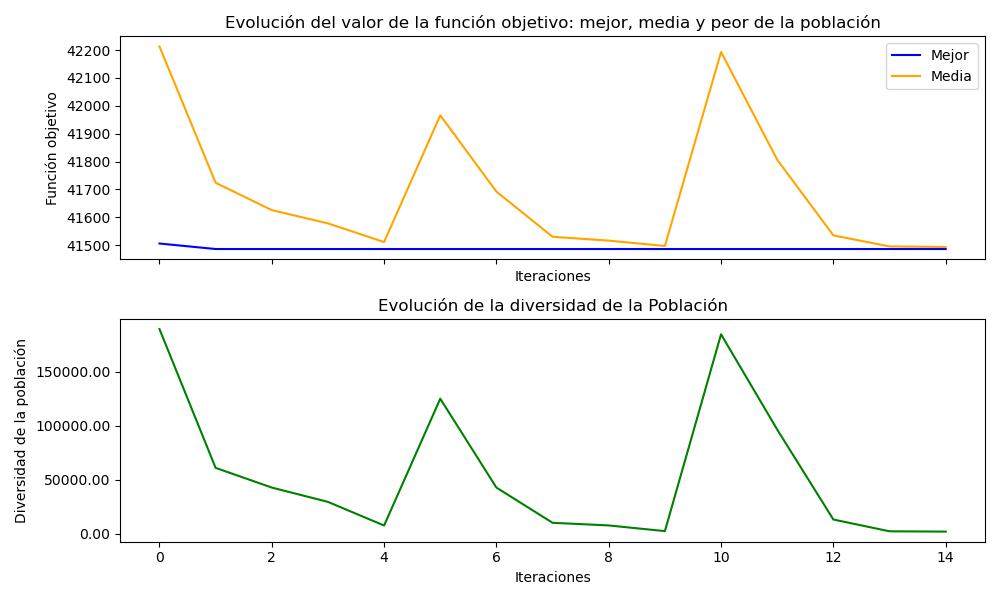 Evolución del valor de la función objetivo: mejor, media y peor de la población
42200
42100
42000
41900
41800
41700
41600
41500
Función objetivo
Mejor
Media
Iteraciones
Evolución de la diversidad de la Población
150000.00
100000.00
50000.00
0.00
Diversidad de la población
0 2 4 6 8 10 12 14
Iteraciones